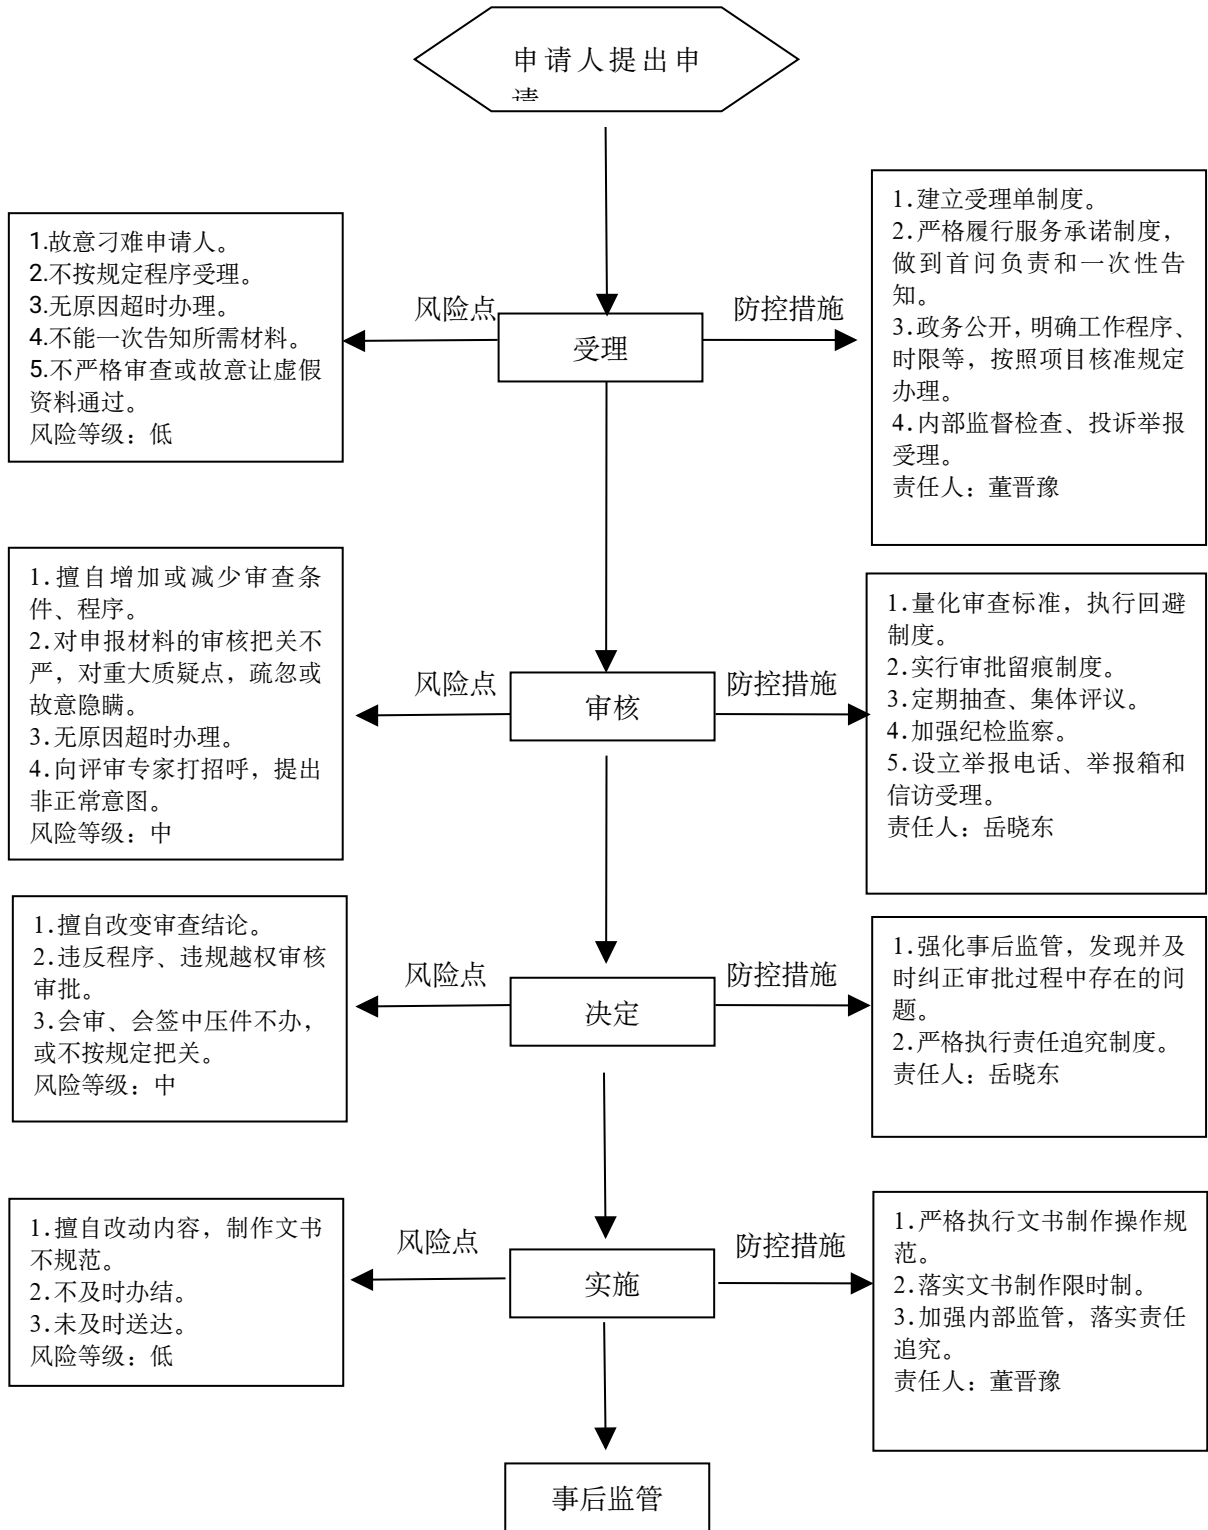 申请人提出申
请
1.建立受理单制度。
2.严格履行服务承诺制度，
做到首问负责和一次性告
知。
3.政务公开，明确工作程序、
时限等，按照项目核准规定
办理。
4.内部监督检查、投诉举报
受理。
责任人：董晋豫
1.故意刁难申请人。
2.不按规定程序受理。
3.无原因超时办理。
4.不能一次告知所需材料。
5.不严格审查或故意让虚假
资料通过。
风险等级：低
风险点
防控措施
受理
1.擅自增加或减少审查条
件、程序。
2.对申报材料的审核把关不
严，对重大质疑点，疏忽或
故意隐瞒。
3.无原因超时办理。
4.向评审专家打招呼，提出
非正常意图。
风险等级：中
风险点
防控措施
审核
1.量化审查标准，执行回避
制度。
2.实行审批留痕制度。
3.定期抽查、集体评议。
4.加强纪检监察。
5.设立举报电话、举报箱和
信访受理。
责任人：岳晓东
1.擅自改变审查结论。
2.违反程序、违规越权审核
审批。
3.会审、会签中压件不办，
或不按规定把关。
风险等级：中
风险点
防控措施
决定
1.强化事后监管，发现并及
时纠正审批过程中存在的问
题。
2.严格执行责任追究制度。
责任人：岳晓东
1.擅自改动内容，制作文书
不规范。
2.不及时办结。
3.未及时送达。
风险等级：低
风险点
防控措施
实施
1.严格执行文书制作操作规
范。
2.落实文书制作限时制。
3.加强内部监管，落实责任
追究。
责任人：董晋豫
事后监管